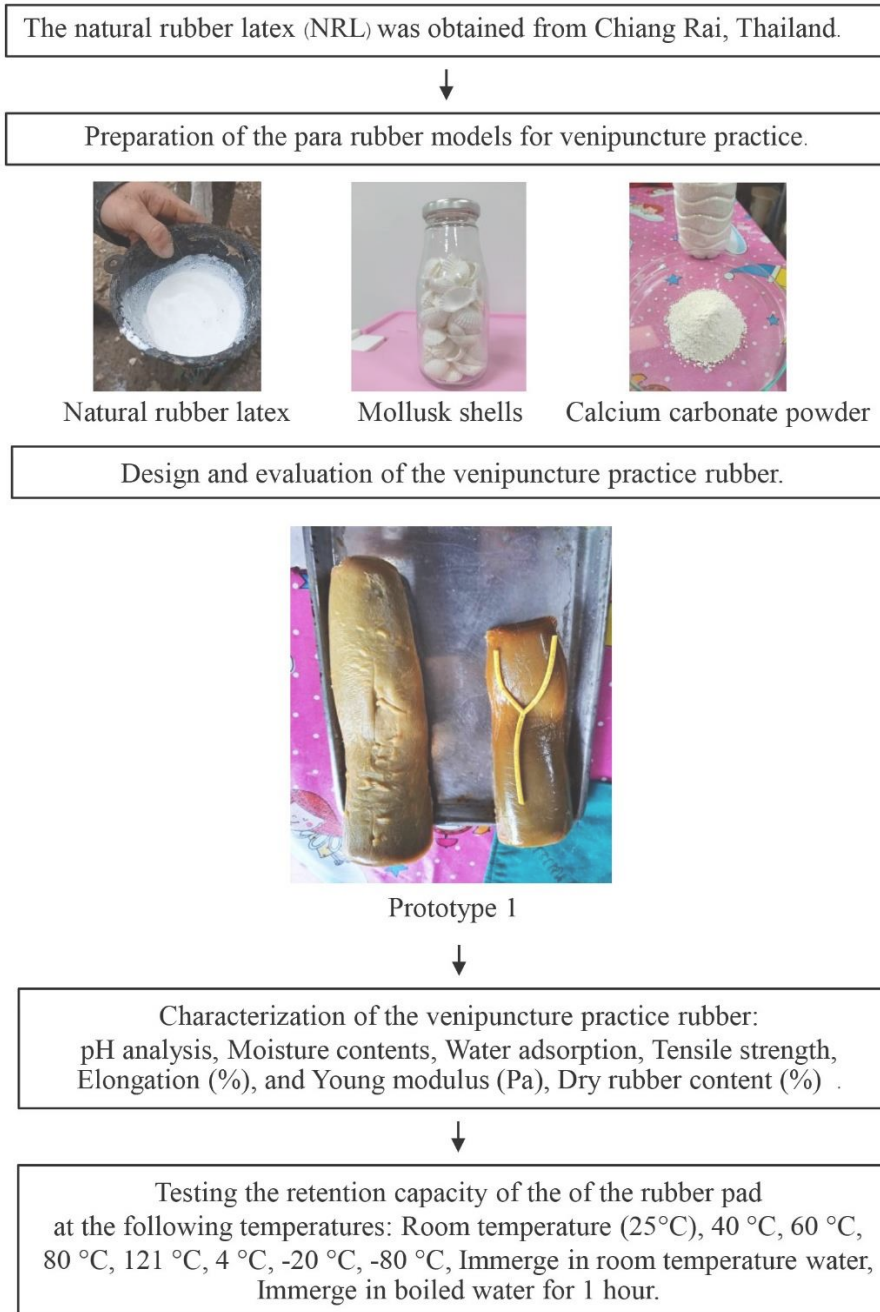 The natural rubber latex (NRL) was obtained from Chiang Rai, Thailand.
Preparation of the para rubber models for venipuncture practice.
Natural rubber latex
Mollusk shells
Calcium carbonate powder
Design and evaluation of the venipuncture practice rubber.
Prototype 1
Characterization of the venipuncture practice rubber:
pH analysis, Moisture contents, Water adsorption, Tensile strength,
Elongation (%), and Young modulus (Pa), Dry rubber content (%) .
Testing the retention capacity of the of the rubber pad
at the following temperatures: Room temperature (25°C), 40 °C, 60 °C,
80 °C, 121 °C, 4 °C, -20 °C, -80 °C, Immerge in room temperature water,
Immerge in boiled water for 1 hour.